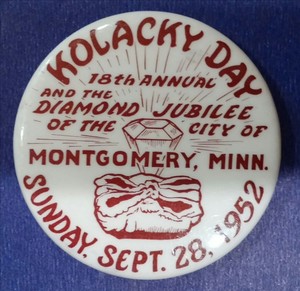 KOLACKY DAY
18th ANNUAL
AND THE
DIAMOND JUBILEE
OF THE CITY OF
MONTGOMERY, MINN.
SUNDAY. SEPT. 28, 1952